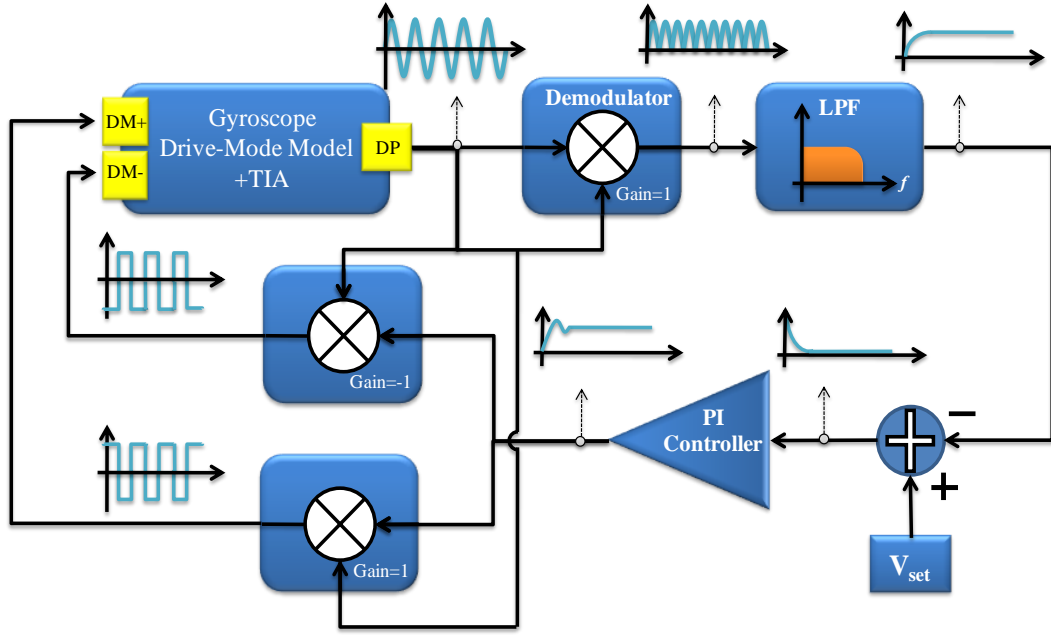 DM+
DM-
Gyroscope
Drive-Mode Model
+TIA
DP
Demodulator
Gain=1
LPF
f
Gain=-1
PI
Controller
−
+
Vset
Gain=1